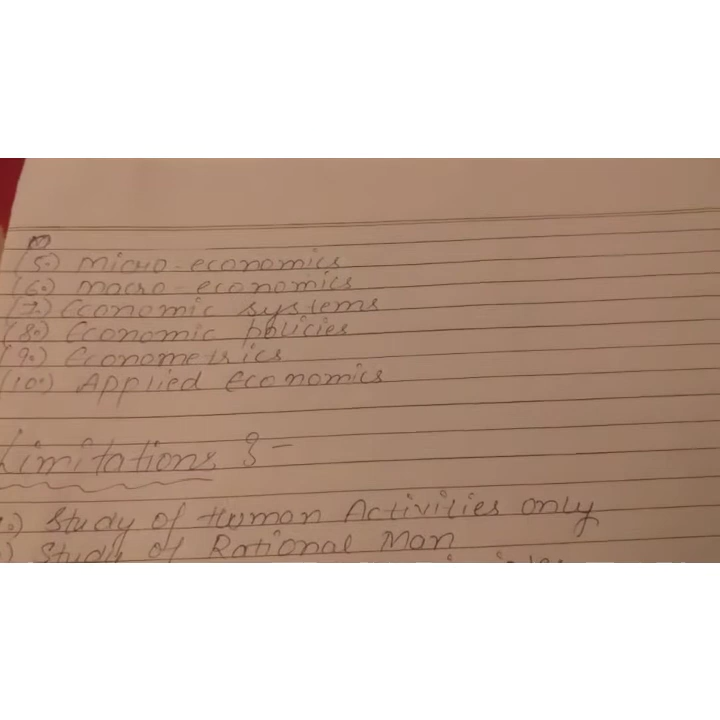 (5.) Micro-economics
(6.) Macro-economics
(7.) Economic systems
(8.) Economic policies
(9.) Econometrics
(10.) Applied economics
Limitations :-
.) Study of Human Activities only
) Study of Rational Man